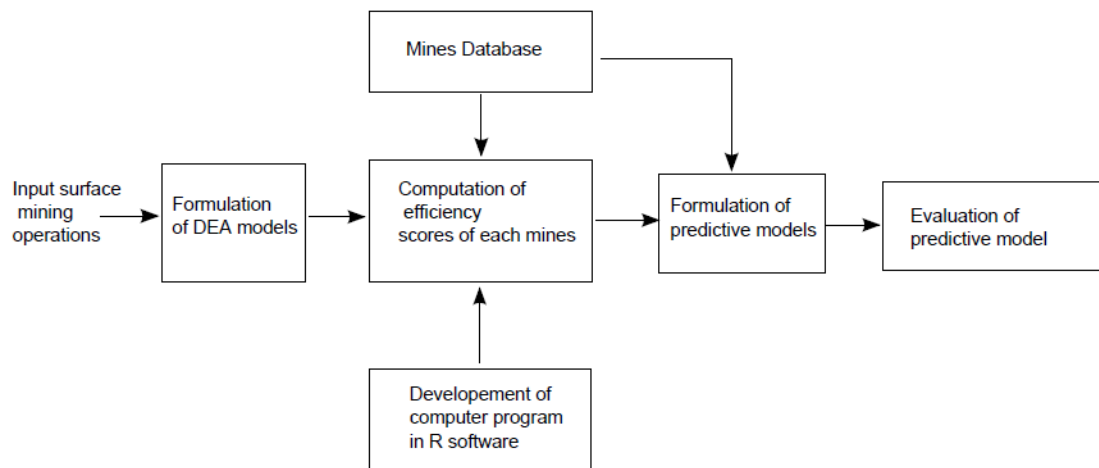 Mines Database
Input surface
mining
operations
Formulation
of DEA models
Computation of
efficiency
scores of each mines
Formulation of
predictive models
Evaluation of
predictive model
Developement of
computer program
in R software